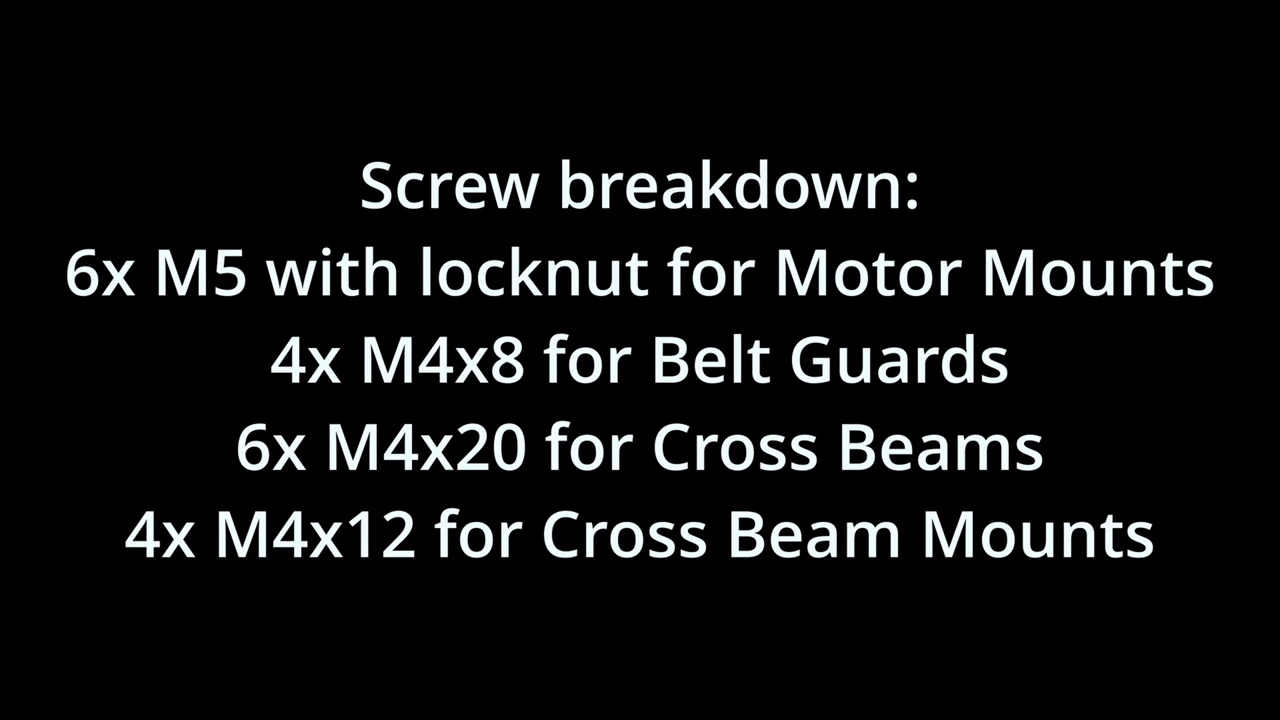 Screw breakdown:
6x M5 with locknut for Motor Mounts
4x M4x8 for Belt Guards
6x M4x20 for Cross Beams
4x M4x12 for Cross Beam Mounts